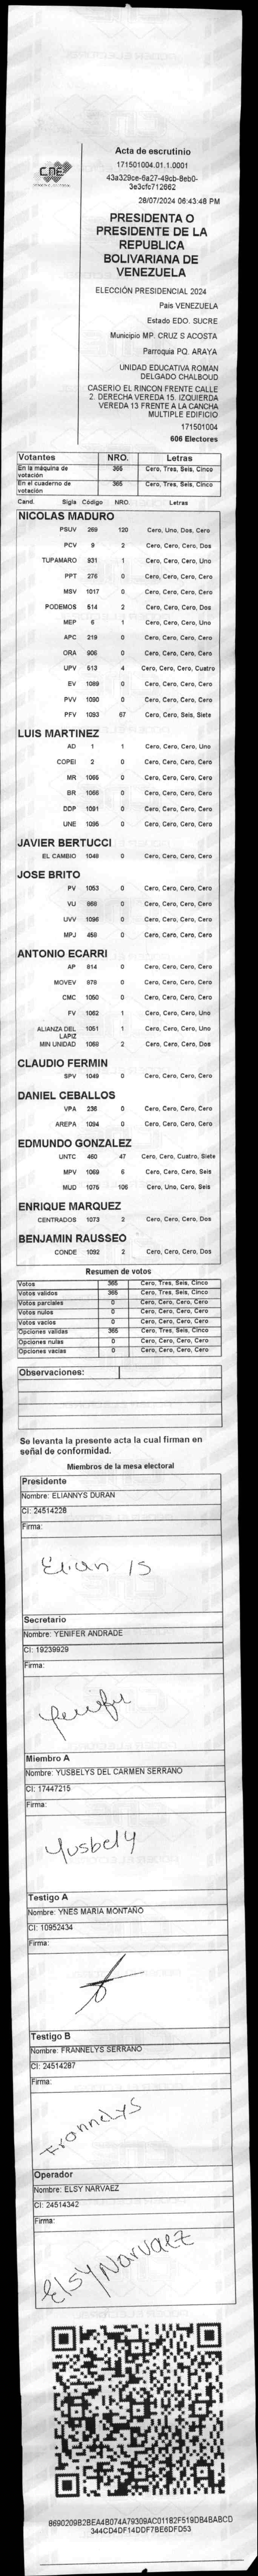 CNE
Acta de escrutinio
171501004.01.1.0001
43a329ce-6a27-49cb-8eb0-
3e3cfc712662
28/07/2024 06:43:48 PM
PRESIDENTA O
PRESIDENTE DE LA
REPUBLICA
BOLIVARIANA DE
VENEZUELA
ELECCIÓN PRESIDENCIAL 2024
País VENEZUELA
Estado EDO. SUCRE
Municipio MP. CRUZ S ACOSTA
Parroquia PQ. ARAYA
UNIDAD EDUCATIVA ROMAN
DELGADO CHALBOUD
CASERIO EL RINCON FRENTE CALLE
2. DERECHA VEREDA 15. IZQUIERDA
VEREDA 13 FRENTE A LA CANCHA
MULTIPLE EDIFICIO
171501004
606 Electores
Votantes NRO. Letras
En la máquina de votación 365 Cero, Tres, Seis, Cinco
En el cuaderno de votación 365 Cero, Tres, Seis, Cinco
Cand. Sigla Código NRO. Letras
NICOLAS MADURO
PSUV 269 120 Cero, Uno, Dos, Cero
PCV 9 2 Cero, Cero, Cero, Dos
TUPAMARO 931 1 Cero, Cero, Cero, Uno
PPT 276 0 Cero, Cero, Cero, Cero
MSV 1017 0 Cero, Cero, Cero, Cero
PODEMOS 514 2 Cero, Cero, Cero, Dos
MEP 6 1 Cero, Cero, Cero, Uno
APC 219 0 Cero, Cero, Cero, Cero
ORA 906 0 Cero, Cero, Cero, Cero
UPV 513 4 Cero, Cero, Cero, Cuatro
EV 1089 0 Cero, Cero, Cero, Cero
PVV 1090 0 Cero, Cero, Cero, Cero
PFV 1093 67 Cero, Cero, Seis, Siete
LUIS MARTINEZ
AD 1 1 Cero, Cero, Cero, Uno
COPEI 2 0 Cero, Cero, Cero, Cero
MR 1065 0 Cero, Cero, Cero, Cero
BR 1066 0 Cero, Cero, Cero, Cero
DDP 1091 0 Cero, Cero, Cero, Cero
UNE 1095 0 Cero, Cero, Cero, Cero
JAVIER BERTUCCI
EL CAMBIO 1048 0 Cero, Cero, Cero, Cero
JOSE BRITO
PV 1053 0 Cero, Cero, Cero, Cero
VU 868 0 Cero, Cero, Cero, Cero
UVV 1096 0 Cero, Cero, Cero, Cero
MPJ 459 0 Cero, Cero, Cero, Cero
ANTONIO ECARRI
AP 814 0 Cero, Cero, Cero, Cero
MOVEV 879 0 Cero, Cero, Cero, Cero
CMC 1050 0 Cero, Cero, Cero, Cero
FV 1062 1 Cero, Cero, Cero, Uno
ALIANZA DEL LAPIZ 1051 1 Cero, Cero, Cero, Uno
MIN UNIDAD 1088 2 Cero, Cero, Cero, Dos
CLAUDIO FERMIN
SPV 1049 0 Cero, Cero, Cero, Cero
DANIEL CEBALLOS
VPA 236 0 Cero, Cero, Cero, Cero
AREPA 1094 0 Cero, Cero, Cero, Cero
EDMUNDO GONZALEZ
UNTC 460 47 Cero, Cero, Cuatro, Siete
MPV 1069 6 Cero, Cero, Cero, Seis
MUD 1075 106 Cero, Uno, Cero, Seis
ENRIQUE MARQUEZ
CENTRADOS 1073 2 Cero, Cero, Cero, Dos
BENJAMIN RAUSSEO
CONDE 1092 2 Cero, Cero, Cero, Dos
Resumen de votos
Votos 365 Cero, Tres, Seis, Cinco
Votos validos 365 Cero, Tres, Seis, Cinco
Votos parciales 0 Cero, Cero, Cero, Cero
Votos nulos 0 Cero, Cero, Cero, Cero
Votos vacios 0 Cero, Cero, Cero, Cero
Opciones validas 365 Cero, Tres, Seis, Cinco
Opciones nulas 0 Cero, Cero, Cero, Cero
Opciones vacias 0 Cero, Cero, Cero, Cero
Observaciones:
Se levanta la presente acta la cual firman en
señal de conformidad.
Miembros de la mesa electoral
Presidente
Nombre: ELIANNYS DURAN
CI: 24514228
Firma:
Elian is
Secretario
Nombre: YENIFER ANDRADE
CI: 19239929
Firma:
Yenifer
Miembro A
Nombre: YUSBELYS DEL CARMEN SERRANO
CI: 17447215
Firma:
Yusbely
Testigo A
Nombre: YNES MARIA MONTAÑO
CI: 10952434
Firma:
Testigo B
Nombre: FRANNELYS SERRANO
CI: 24514287
Firma:
Frannelys
Operador
Nombre: ELSY NARVAEZ
CI: 24514342
Firma:
Elsy Narvaez
8690209B2BEA4B074A79309AC01182F519DB4BABCD
344CD4DF14DDF7BE6DFD53